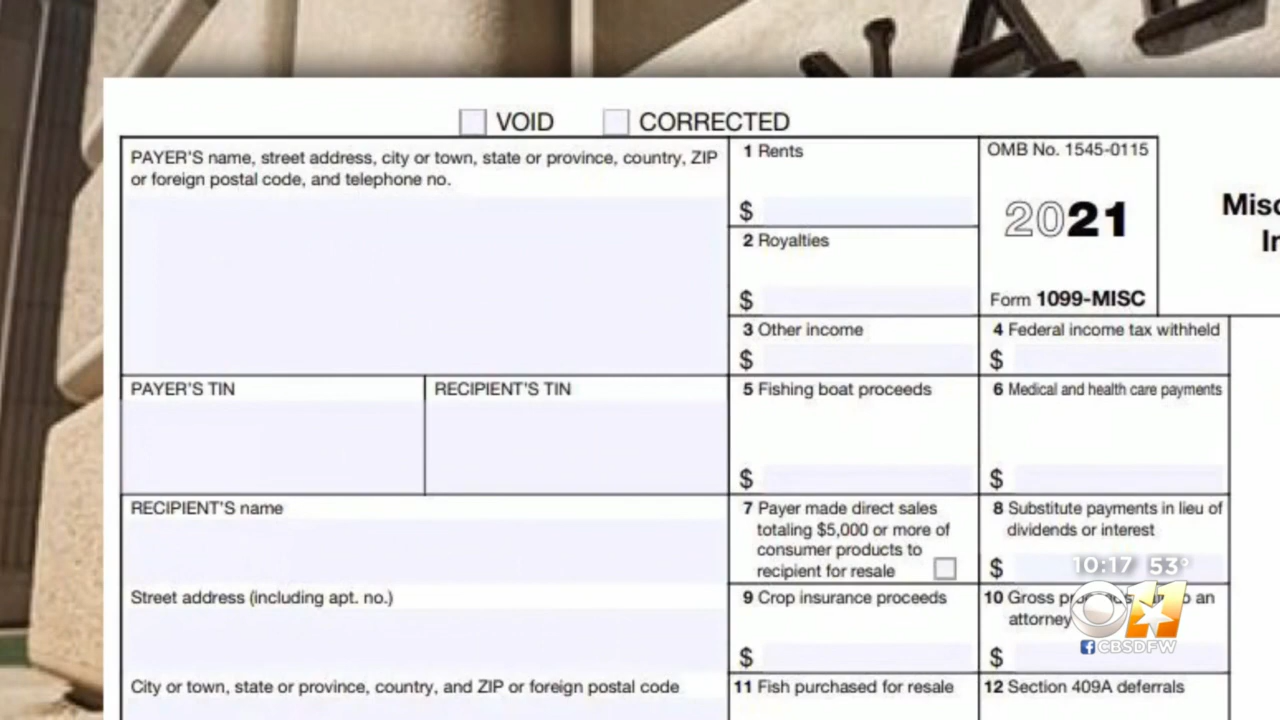 VOID CORRECTED
PAYER'S name, street address, city or town, state or province, country, ZIP
or foreign postal code, and telephone no.
1 Rents
$
OMB No. 1545-0115
2021
Form 1099-MISC
2 Royalties
$
3 Other income
$
4 Federal income tax withheld
$
PAYER'S TIN
RECIPIENT'S TIN
5 Fishing boat proceeds
$
6 Medical and health care payments
$
RECIPIENT'S name
7 Payer made direct sales
totaling $5,000 or more of
consumer products to
recipient for resale
8 Substitute payments in lieu of
dividends or interest
$
Street address (including apt. no.)
9 Crop insurance proceeds
$
10 Gross an
attorney
$
City or town, state or province, country, and ZIP or foreign postal code
11 Fish purchased for resale
12 Section 409A deferrals
10:17 53°
11
CBSDFW